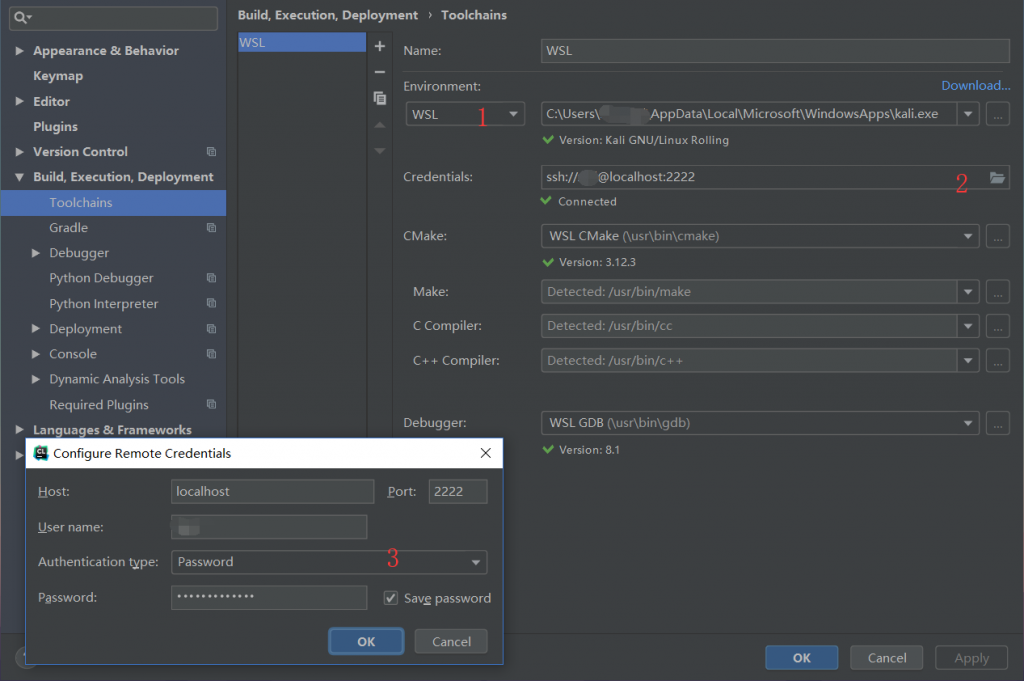 Build, Execution, Deployment › Toolchains
Appearance & Behavior
Keymap
Editor
Plugins
Version Control
Build, Execution, Deployment
Toolchains
Gradle
Debugger
Python Debugger
Python Interpreter
Deployment
Console
Dynamic Analysis Tools
Required Plugins
Languages & Frameworks
WSL
Name: WSL
Environment: Download...
WSL 1 C:\Users\ AppData\Local\Microsoft\WindowsApps\kali.exe ...
Version: Kali GNU/Linux Rolling
Credentials: ssh:// @localhost:2222 2
Connected
CMake: WSL CMake (\usr\bin\cmake) ...
Version: 3.12.3
Make: Detected: /usr/bin/make ...
C Compiler: Detected: /usr/bin/cc ...
C++ Compiler: Detected: /usr/bin/c++ ...
Debugger: WSL GDB (\usr\bin\gdb) ...
Version: 8.1
CL Configure Remote Credentials
Host: localhost Port: 2222
User name:
Authentication type: Password 3
Password: ••••••••••••• Save password
OK Cancel
OK Cancel Apply